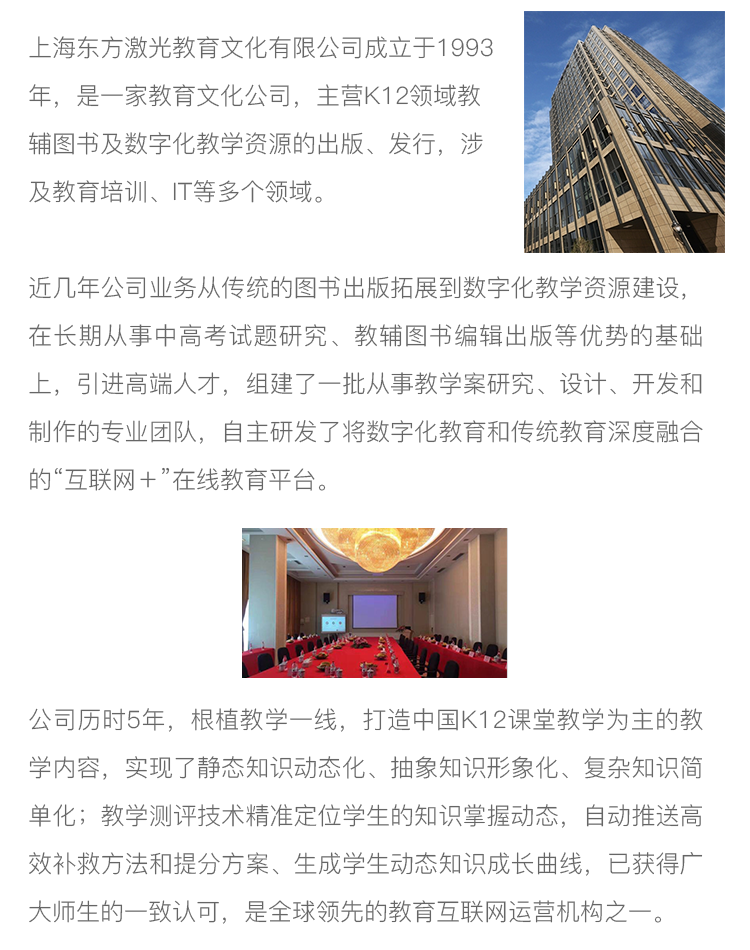 上海东方激光教育文化有限公司成立于1993
年，是一家教育文化公司，主营K12领域教
辅图书及数字化教学资源的出版、发行，涉
及教育培训、IT等多个领域。
近几年公司业务从传统的图书出版拓展到数字化教学资源建设，
在长期从事中高考试题研究、教辅图书编辑出版等优势的基础
上，引进高端人才，组建了一批从事教学案研究、设计、开发和
制作的专业团队，自主研发了将数字化教育和传统教育深度融合
的“互联网＋”在线教育平台。
公司历时5年，根植教学一线，打造中国K12课堂教学为主的教
学内容，实现了静态知识动态化、抽象知识形象化、复杂知识简
单化；教学测评技术精准定位学生的知识掌握动态，自动推送高
效补救方法和提分方案、生成学生动态知识成长曲线，已获得广
大师生的一致认可，是全球领先的教育互联网运营机构之一。